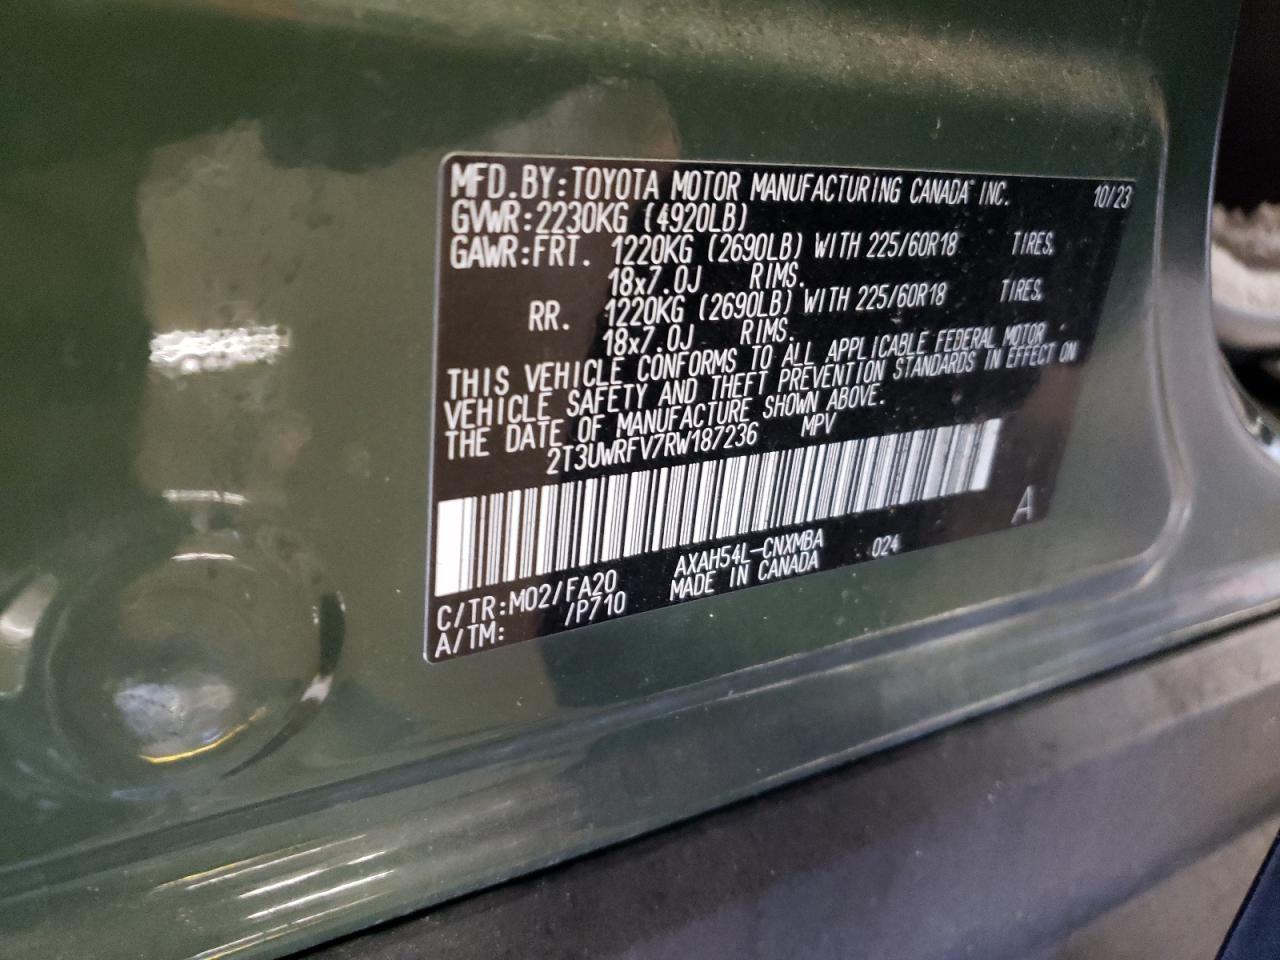 MFD.BY:TOYOTA MOTOR MANUFACTURING CANADA INC. 10/23
GVWR:2230KG (4920LB)
GAWR:FRT. 1220KG (2690LB) WITH 225/60R18 TIRES,
18x7.0J RIMS.
RR. 1220KG (2690LB) WITH 225/60R18 TIRES,
18x7.0J RIMS.
THIS VEHICLE CONFORMS TO ALL APPLICABLE FEDERAL MOTOR
VEHICLE SAFETY AND THEFT PREVENTION STANDARDS IN EFFECT ON
THE DATE OF MANUFACTURE SHOWN ABOVE.
2T3UWRFV7RW187236 MPV
A
C/TR:M02/FA20 AXAH54L-CNXMBA 024
A/TM: /P710 MADE IN CANADA